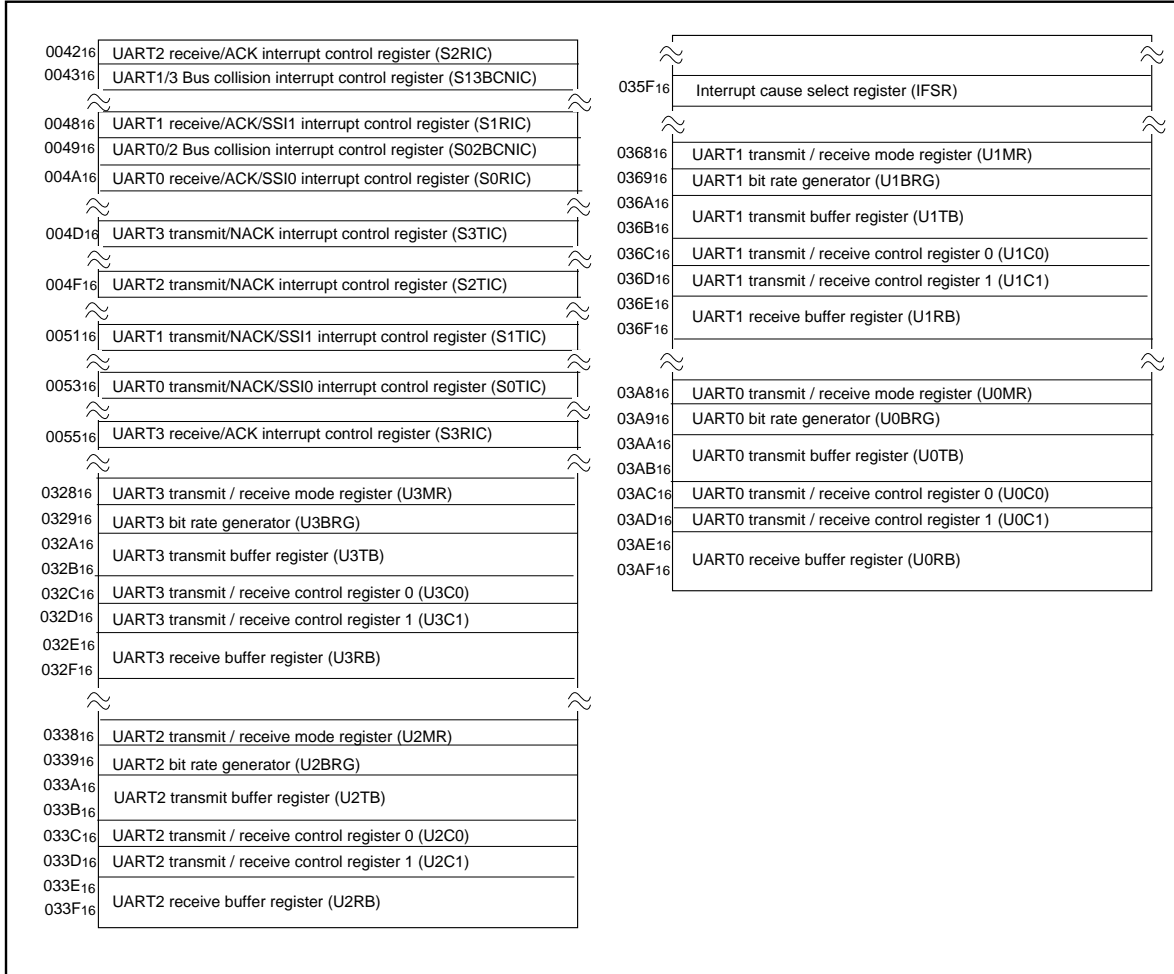 004216 UART2 receive/ACK interrupt control register (S2RIC)
004316 UART1/3 Bus collision interrupt control register (S13BCNIC)
004816 UART1 receive/ACK/SSI1 interrupt control register (S1RIC)
004916 UART0/2 Bus collision interrupt control register (S02BCNIC)
004A16 UART0 receive/ACK/SSI0 interrupt control register (S0RIC)
004D16 UART3 transmit/NACK interrupt control register (S3TIC)
004F16 UART2 transmit/NACK interrupt control register (S2TIC)
005116 UART1 transmit/NACK/SSI1 interrupt control register (S1TIC)
005316 UART0 transmit/NACK/SSI0 interrupt control register (S0TIC)
005516 UART3 receive/ACK interrupt control register (S3RIC)
032816 UART3 transmit / receive mode register (U3MR)
032916 UART3 bit rate generator (U3BRG)
032A16
UART3 transmit buffer register (U3TB)
032B16
032C16 UART3 transmit / receive control register 0 (U3C0)
032D16 UART3 transmit / receive control register 1 (U3C1)
032E16
UART3 receive buffer register (U3RB)
032F16
033816 UART2 transmit / receive mode register (U2MR)
033916 UART2 bit rate generator (U2BRG)
033A16
UART2 transmit buffer register (U2TB)
033B16
033C16 UART2 transmit / receive control register 0 (U2C0)
033D16 UART2 transmit / receive control register 1 (U2C1)
033E16
UART2 receive buffer register (U2RB)
033F16
035F16 Interrupt cause select register (IFSR)
036816 UART1 transmit / receive mode register (U1MR)
036916 UART1 bit rate generator (U1BRG)
036A16
UART1 transmit buffer register (U1TB)
036B16
036C16 UART1 transmit / receive control register 0 (U1C0)
036D16 UART1 transmit / receive control register 1 (U1C1)
036E16
UART1 receive buffer register (U1RB)
036F16
03A816 UART0 transmit / receive mode register (U0MR)
03A916 UART0 bit rate generator (U0BRG)
03AA16
UART0 transmit buffer register (U0TB)
03AB16
03AC16 UART0 transmit / receive control register 0 (U0C0)
03AD16 UART0 transmit / receive control register 1 (U0C1)
03AE16
UART0 receive buffer register (U0RB)
03AF16